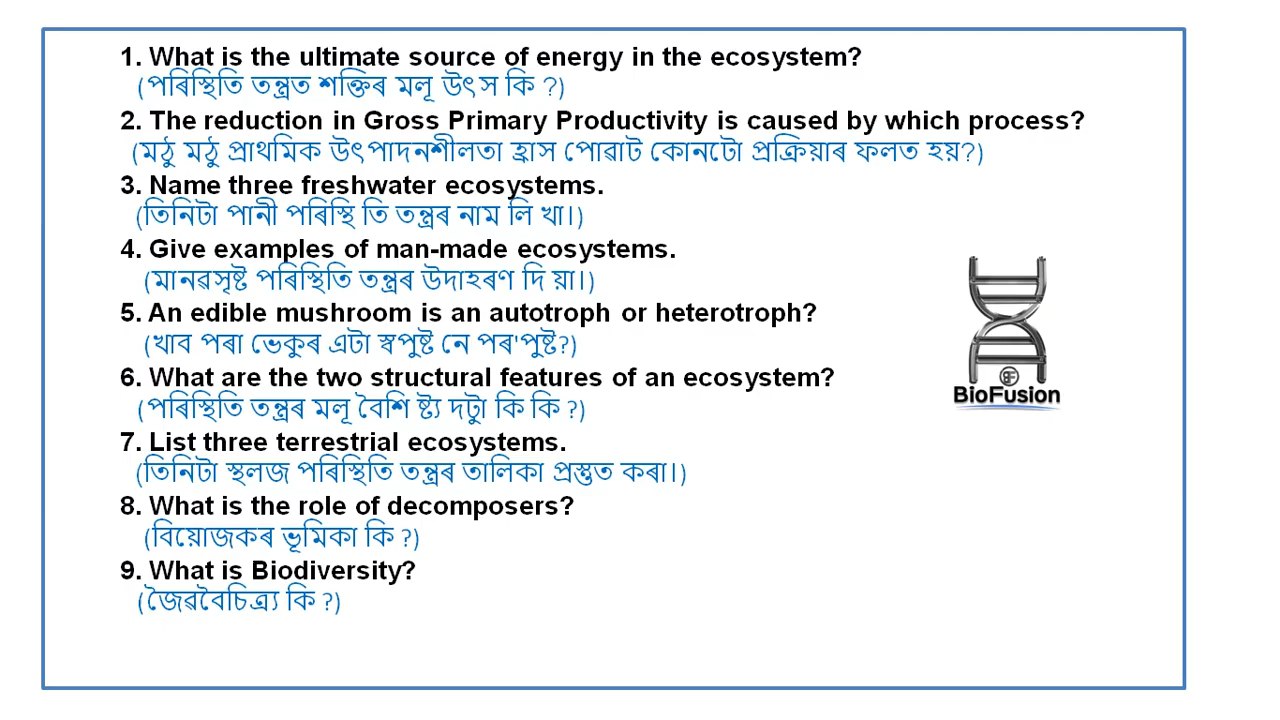 1. What is the ultimate source of energy in the ecosystem?
(পৰিস্থিতি তন্ত্ৰত শক্তিৰ মলূ উৎস কি ?)
2. The reduction in Gross Primary Productivity is caused by which process?
(মঠু মঠু প্ৰাথমিক উৎপাদনশীলতা হ্ৰাস পোৱাট কোনটো প্ৰক্ৰিয়াৰ ফলত হয়?)
3. Name three freshwater ecosystems.
(তিনিটা পানী পৰিস্থি তি তন্ত্ৰৰ নাম লি খা।)
4. Give examples of man-made ecosystems.
(মানৱসৃষ্ট পৰিস্থিতি তন্ত্ৰৰ উদাহৰণ দি য়া।)
5. An edible mushroom is an autotroph or heterotroph?
(খাব পৰা ভেকুৰ এটা স্বপুষ্ট নে পৰ'পুষ্ট?)
6. What are the two structural features of an ecosystem?
(পৰিস্থিতি তন্ত্ৰৰ মলূ বৈশি ষ্ট্য দটুা কি কি ?)
7. List three terrestrial ecosystems.
(তিনিটা স্থলজ পৰিস্থিতি তন্ত্ৰৰ তালিকা প্ৰস্তুত কৰা।)
8. What is the role of decomposers?
(বিয়োজকৰ ভূমিকা কি ?)
9. What is Biodiversity?
(জৈৱবৈচিত্ৰ্য কি ?)
BioFusion